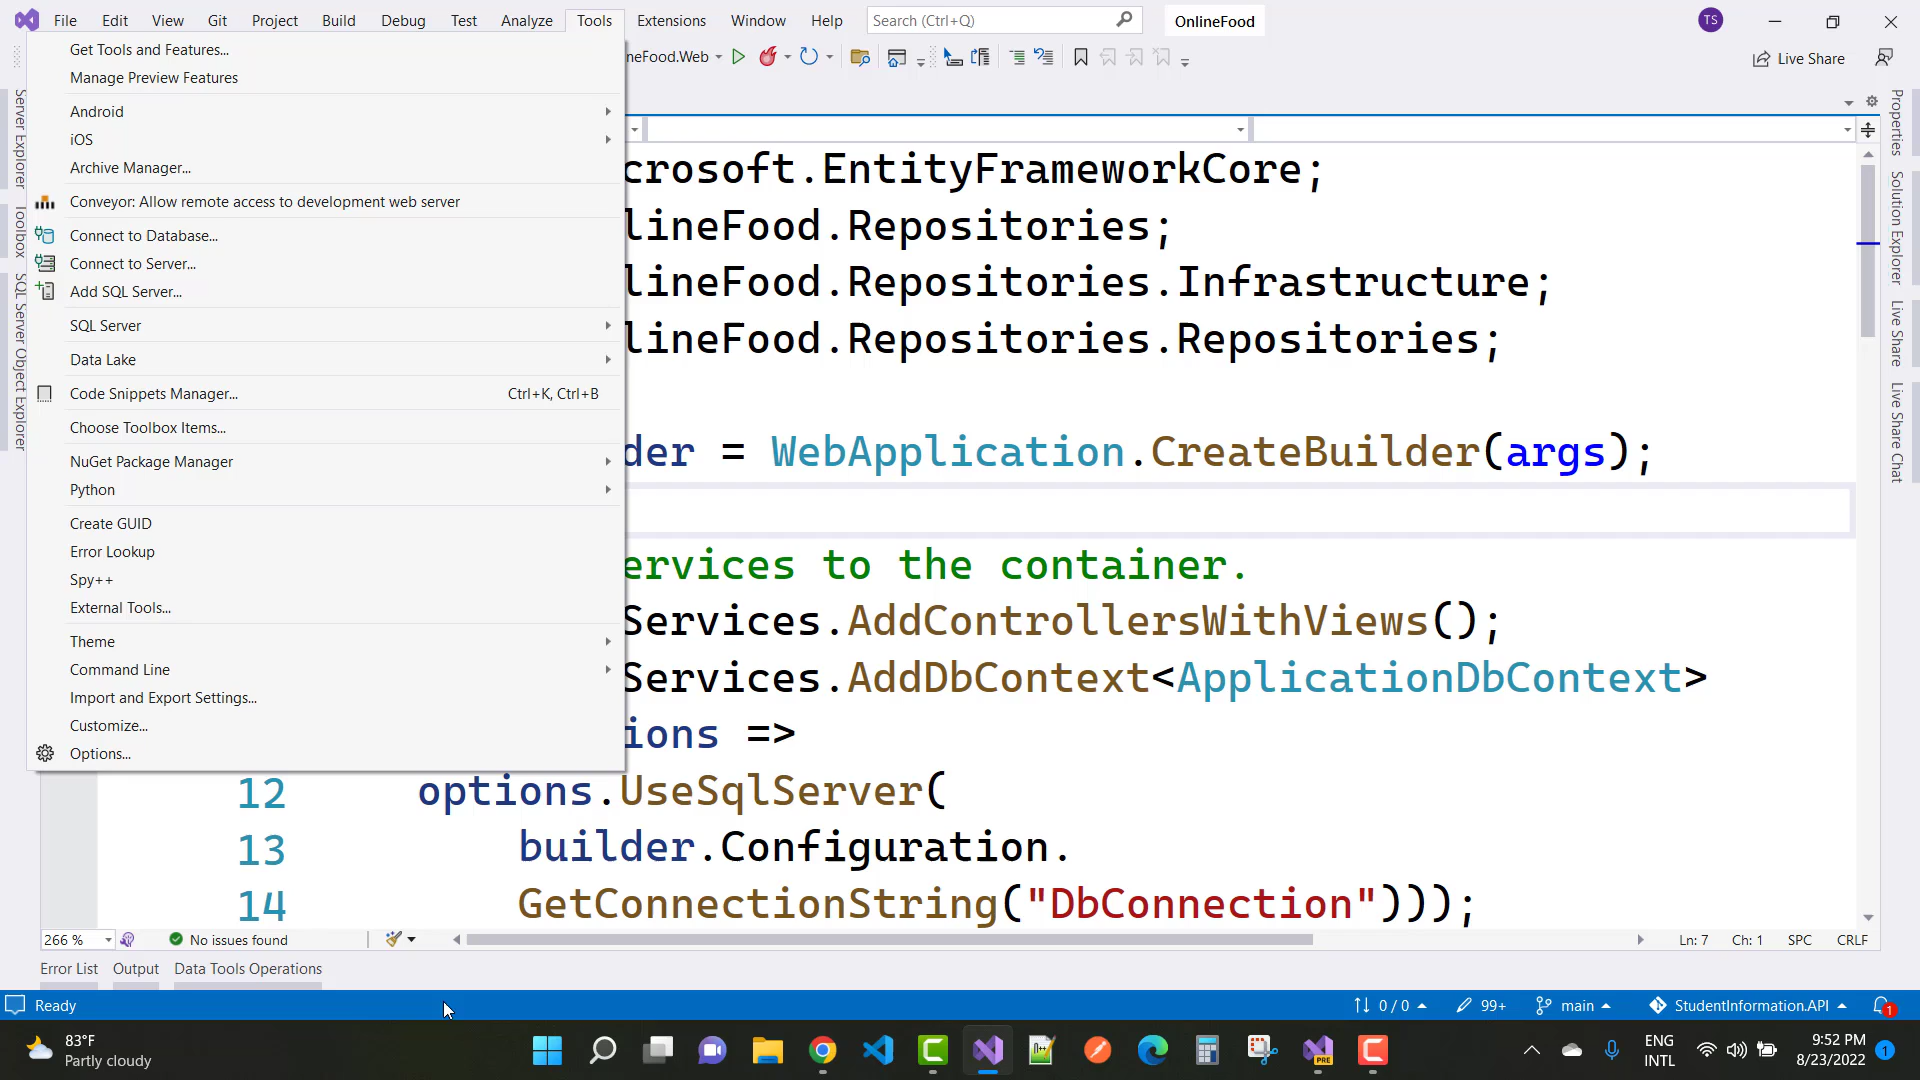 File Edit View Git Project Build Debug Test Analyze Tools Extensions Window Help Search (Ctrl+Q) OnlineFood TS
neFood.Web Live Share
Get Tools and Features...
Manage Preview Features
Android
iOS
Archive Manager...
Conveyor: Allow remote access to development web server
Connect to Database...
Connect to Server...
Add SQL Server...
SQL Server
Data Lake
Code Snippets Manager... Ctrl+K, Ctrl+B
Choose Toolbox Items...
NuGet Package Manager
Python
Create GUID
Error Lookup
Spy++
External Tools...
Theme
Command Line
Import and Export Settings...
Customize...
Options...
Server Explorer
Toolbox
SQL Server Object Explorer
crosoft.EntityFrameworkCore;
lineFood.Repositories;
lineFood.Repositories.Infrastructure;
lineFood.Repositories.Repositories;
der = WebApplication.CreateBuilder(args);
ervices to the container.
Services.AddControllersWithViews();
Services.AddDbContext<ApplicationDbContext>
ions =>
12 options.UseSqlServer(
13 builder.Configuration.
14 GetConnectionString("DbConnection")));
Properties
Solution Explorer
Live Share
Live Share Chat
266 % No issues found Ln: 7 Ch: 1 SPC CRLF
Error List Output Data Tools Operations
Ready 0 / 0 99+ main StudentInformation.API 1
83°F
Partly cloudy
PRE
ENG
INTL
9:52 PM
8/23/2022
1